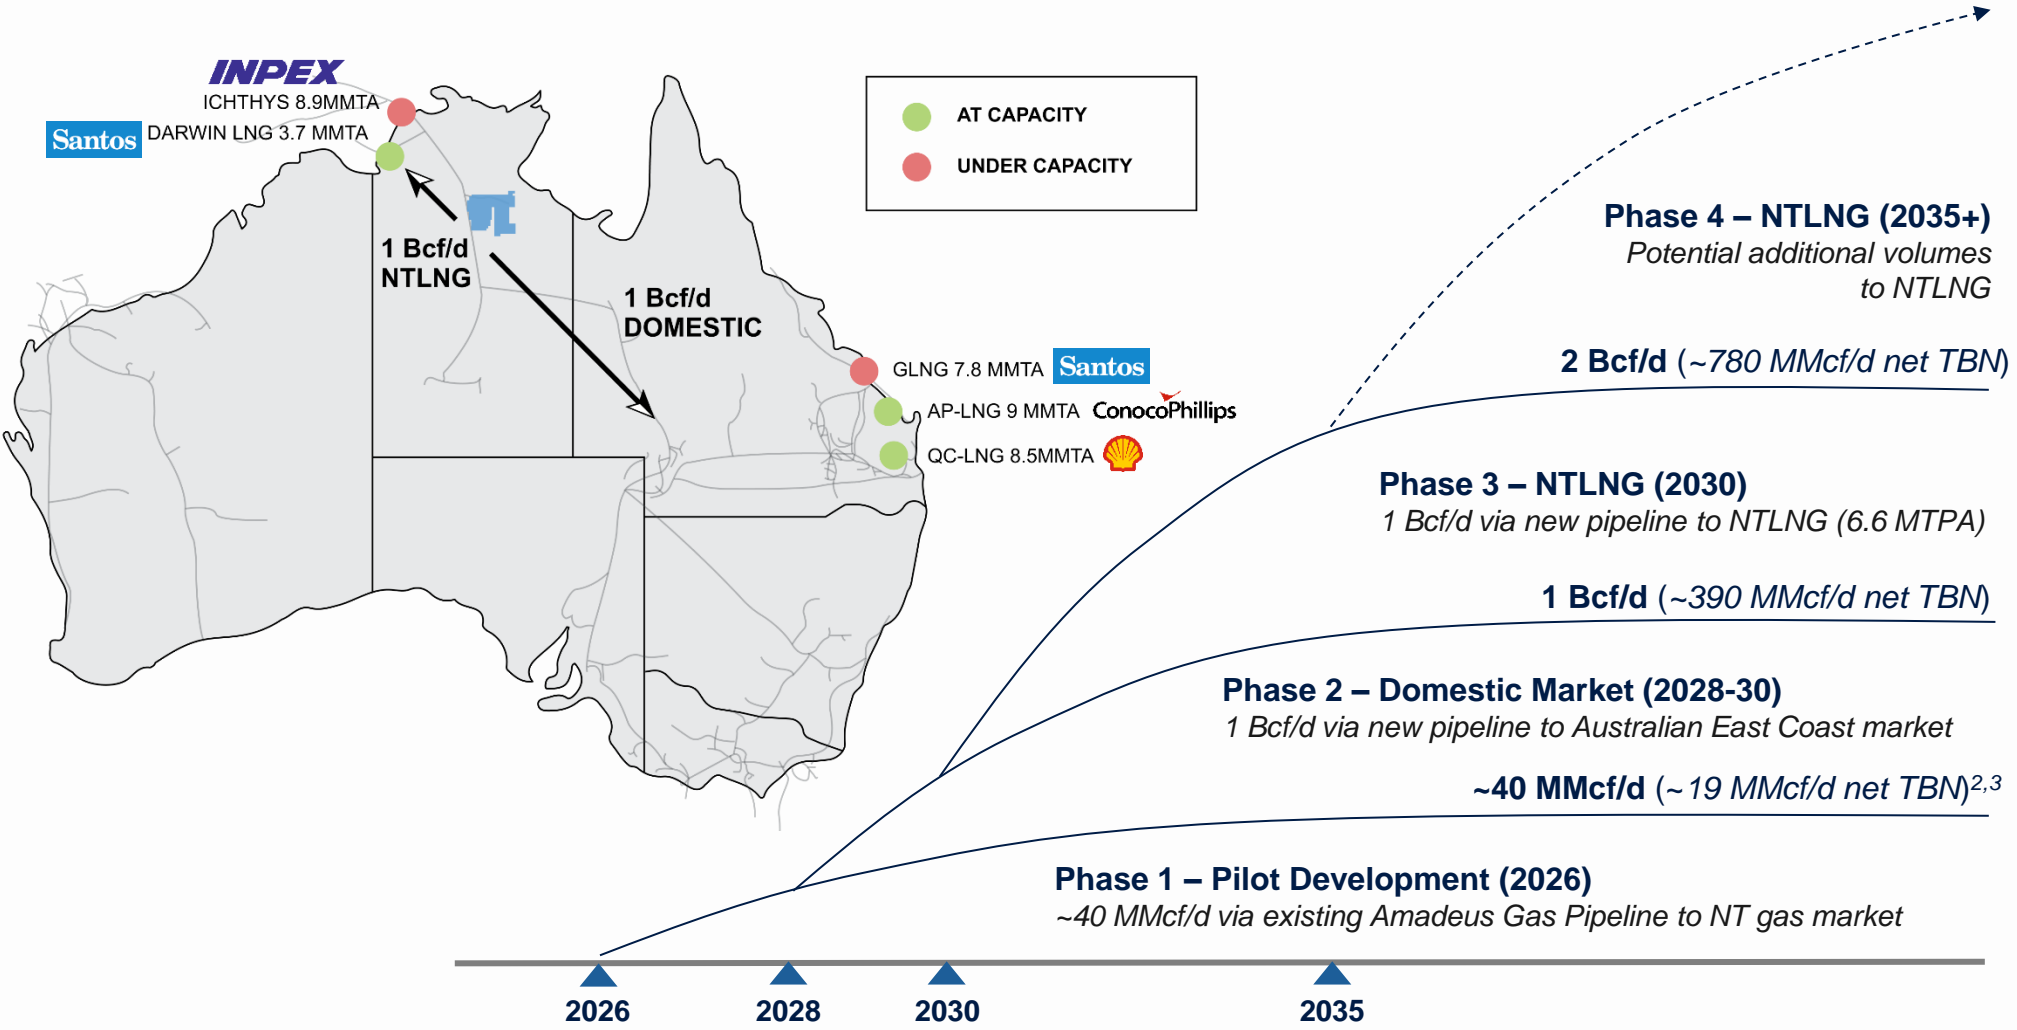 INPEX
ICHTHYS 8.9MMTA
Santos
DARWIN LNG 3.7 MMTA
AT CAPACITY
UNDER CAPACITY
1 Bcf/d
NTLNG
1 Bcf/d
DOMESTIC
GLNG 7.8 MMTA
Santos
AP-LNG 9 MMTA
ConocoPhillips
QC-LNG 8.5MMTA
Phase 4 – NTLNG (2035+)
Potential additional volumes
to NTLNG
2 Bcf/d (~780 MMcf/d net TBN)
Phase 3 – NTLNG (2030)
1 Bcf/d via new pipeline to NTLNG (6.6 MTPA)
1 Bcf/d (~390 MMcf/d net TBN)
Phase 2 – Domestic Market (2028-30)
1 Bcf/d via new pipeline to Australian East Coast market
~40 MMcf/d (~19 MMcf/d net TBN)2,3
Phase 1 – Pilot Development (2026)
~40 MMcf/d via existing Amadeus Gas Pipeline to NT gas market
2026
2028
2030
2035